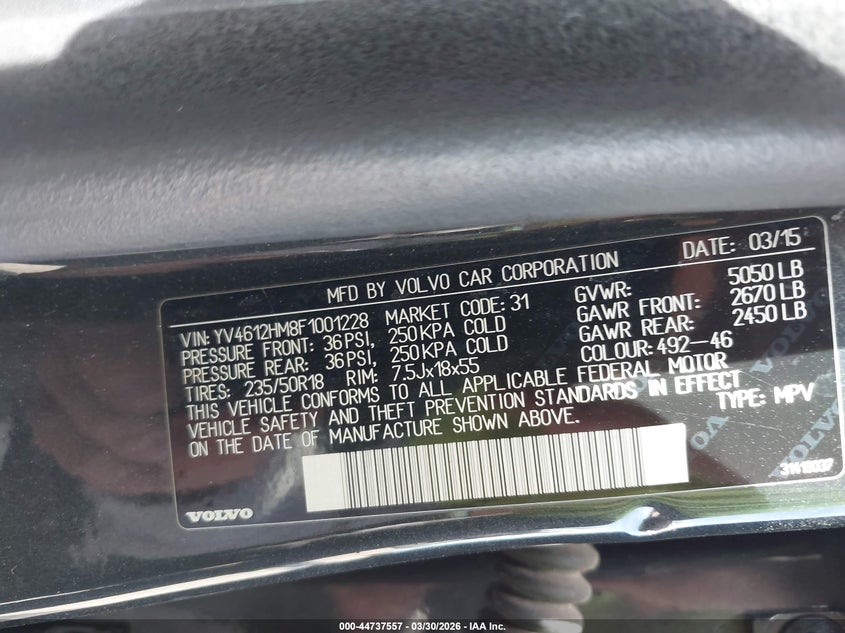 MFD BY VOLVO CAR CORPORATION DATE: 03/15
VIN: YV4612HM8F1001228 MARKET CODE: 31 GVWR: 5050 LB
PRESSURE FRONT: 36 PSI, 250 KPA COLD GAWR FRONT: 2670 LB
PRESSURE REAR: 36 PSI, 250 KPA COLD GAWR REAR: 2450 LB
TIRES: 235/50R18 RIM: 7.5Jx18x55 COLOUR: 492-46
THIS VEHICLE CONFORMS TO ALL APPLICABLE FEDERAL MOTOR
VEHICLE SAFETY AND THEFT PREVENTION STANDARDS IN EFFECT
ON THE DATE OF MANUFACTURE SHOWN ABOVE. TYPE: MPV
VOLVO
VOLVO
000-44737557 - 03/30/2026 - IAA Inc.